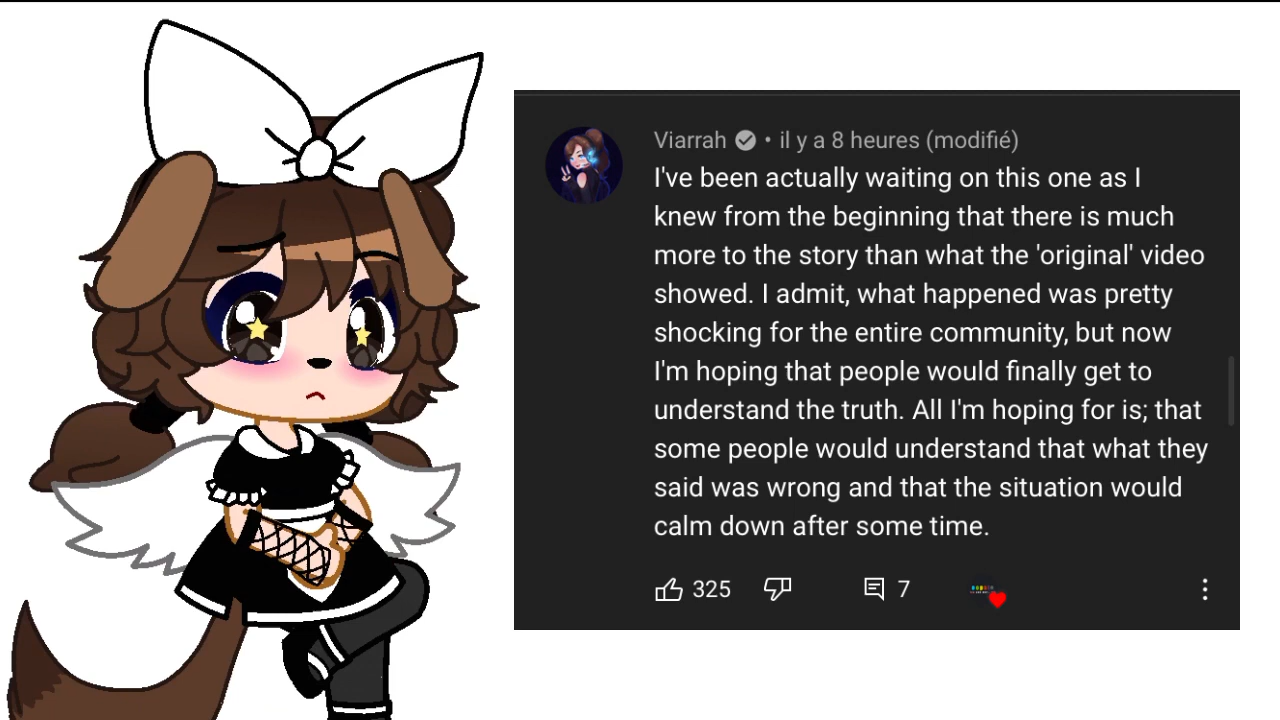 Viarrah • il y a 8 heures (modifié)
I've been actually waiting on this one as I
knew from the beginning that there is much
more to the story than what the 'original' video
showed. I admit, what happened was pretty
shocking for the entire community, but now
I'm hoping that people would finally get to
understand the truth. All I'm hoping for is; that
some people would understand that what they
said was wrong and that the situation would
calm down after some time.
325 7